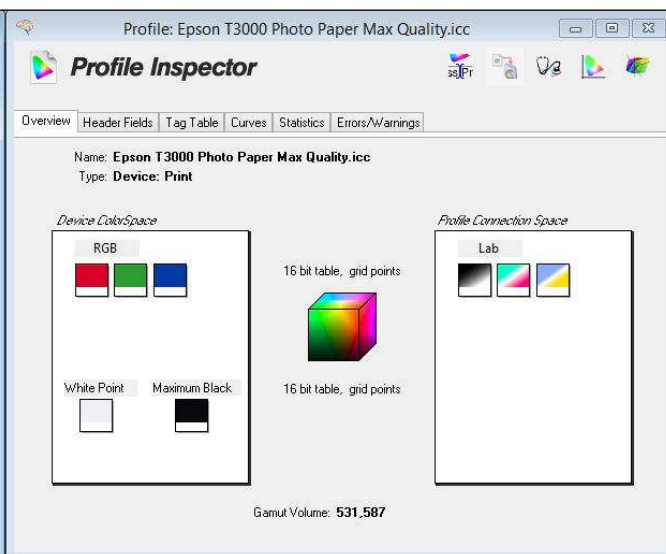 Profile: Epson T3000 Photo Paper Max Quality.icc
Profile Inspector
Overview Header Fields Tag Table Curves Statistics Errors/Warnings
Name: Epson T3000 Photo Paper Max Quality.icc
Type: Device: Print
Device ColorSpace Profile Connection Space
RGB Lab
16 bit table, grid points
White Point Maximum Black 16 bit table, grid points
Gamut Volume: 531,587